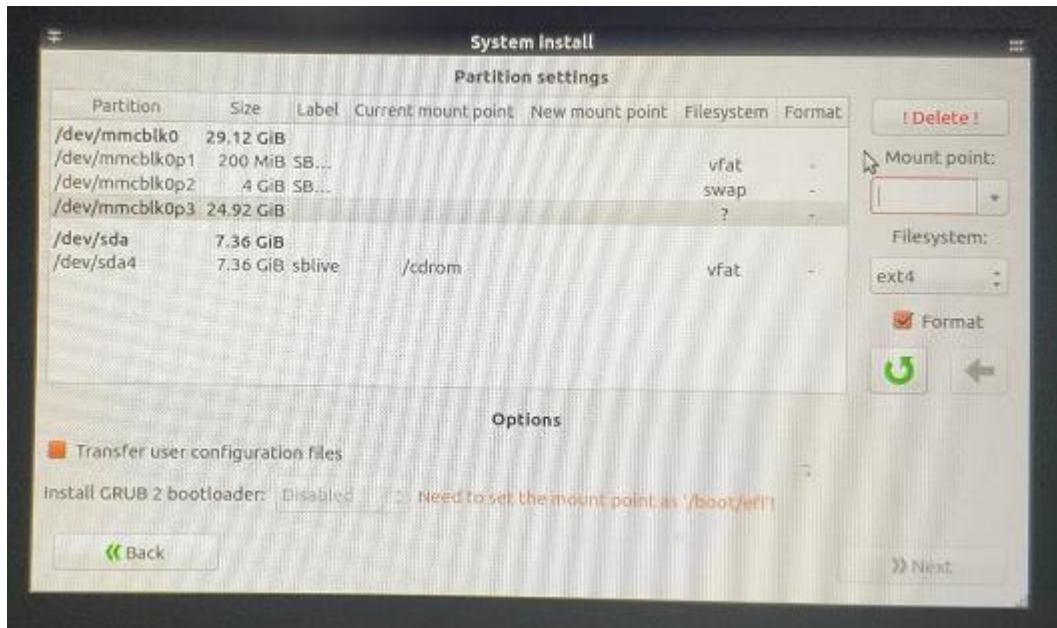 System install
Partition settings
Partition Size Label Current mount point New mount point Filesystem Format
! Delete !
/dev/mmcblk0 29.12 GiB
/dev/mmcblk0p1 200 MiB SB... vfat -
Mount point:
/dev/mmcblk0p2 4 GiB SB... swap -
/dev/mmcblk0p3 24.92 GiB ? -
Filesystem:
/dev/sda 7.36 GiB
/dev/sda4 7.36 GiB sblive /cdrom vfat -
ext4
Format
Options
Transfer user configuration files
Install GRUB 2 bootloader: Disabled Need to set the mount point as '/boot/efi'!
Back
Next